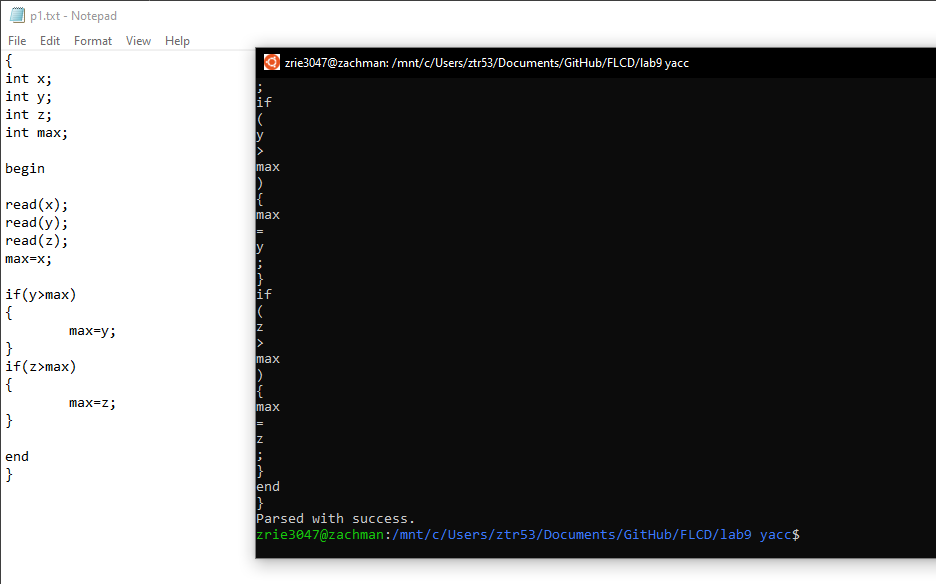 p1.txt - Notepad
File Edit Format View Help
{
int x;
int y;
int z;
int max;
begin
read(x);
read(y);
read(z);
max=x;
if(y>max)
{
max=y;
}
if(z>max)
{
max=z;
}
end
}
zrie3047@zachman: /mnt/c/Users/ztr53/Documents/GitHub/FLCD/lab9 yacc
;
if
(
y
>
max
)
{
max
=
y
;
}
if
(
z
>
max
)
{
max
=
z
;
}
end
}
Parsed with success.
zrie3047@zachman:/mnt/c/Users/ztr53/Documents/GitHub/FLCD/lab9 yacc$